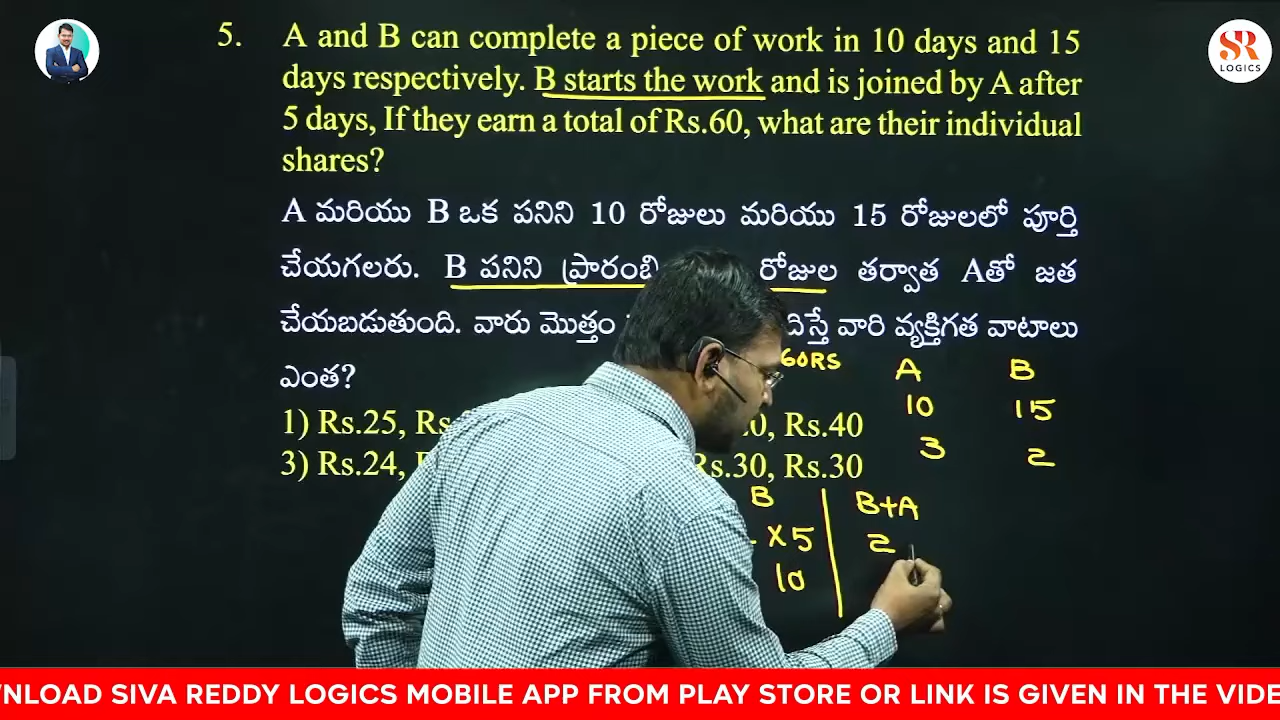 5. A and B can complete a piece of work in 10 days and 15
days respectively. B starts the work and is joined by A after
5 days, If they earn a total of Rs.60, what are their individual
shares?
A మరియు B ఒక పనిని 10 రోజులు మరియు 15 రోజులలో పూర్తి
చేయగలరు. B పనిని రోజుల తర్వాత Aతో జత
చేయబడుతుంది. వారు మొత్తం వారి వ్యక్తిగత వాటాలు
ఎంత?
1) Rs.25, Rs.40
3) Rs.24, Rs.30, Rs.30
60RS A B
10 15
3 2
B B+A
x 5 2
10
SR
LOGICS
WNLOAD SIVA REDDY LOGICS MOBILE APP FROM PLAY STORE OR LINK IS GIVEN IN THE VIDE